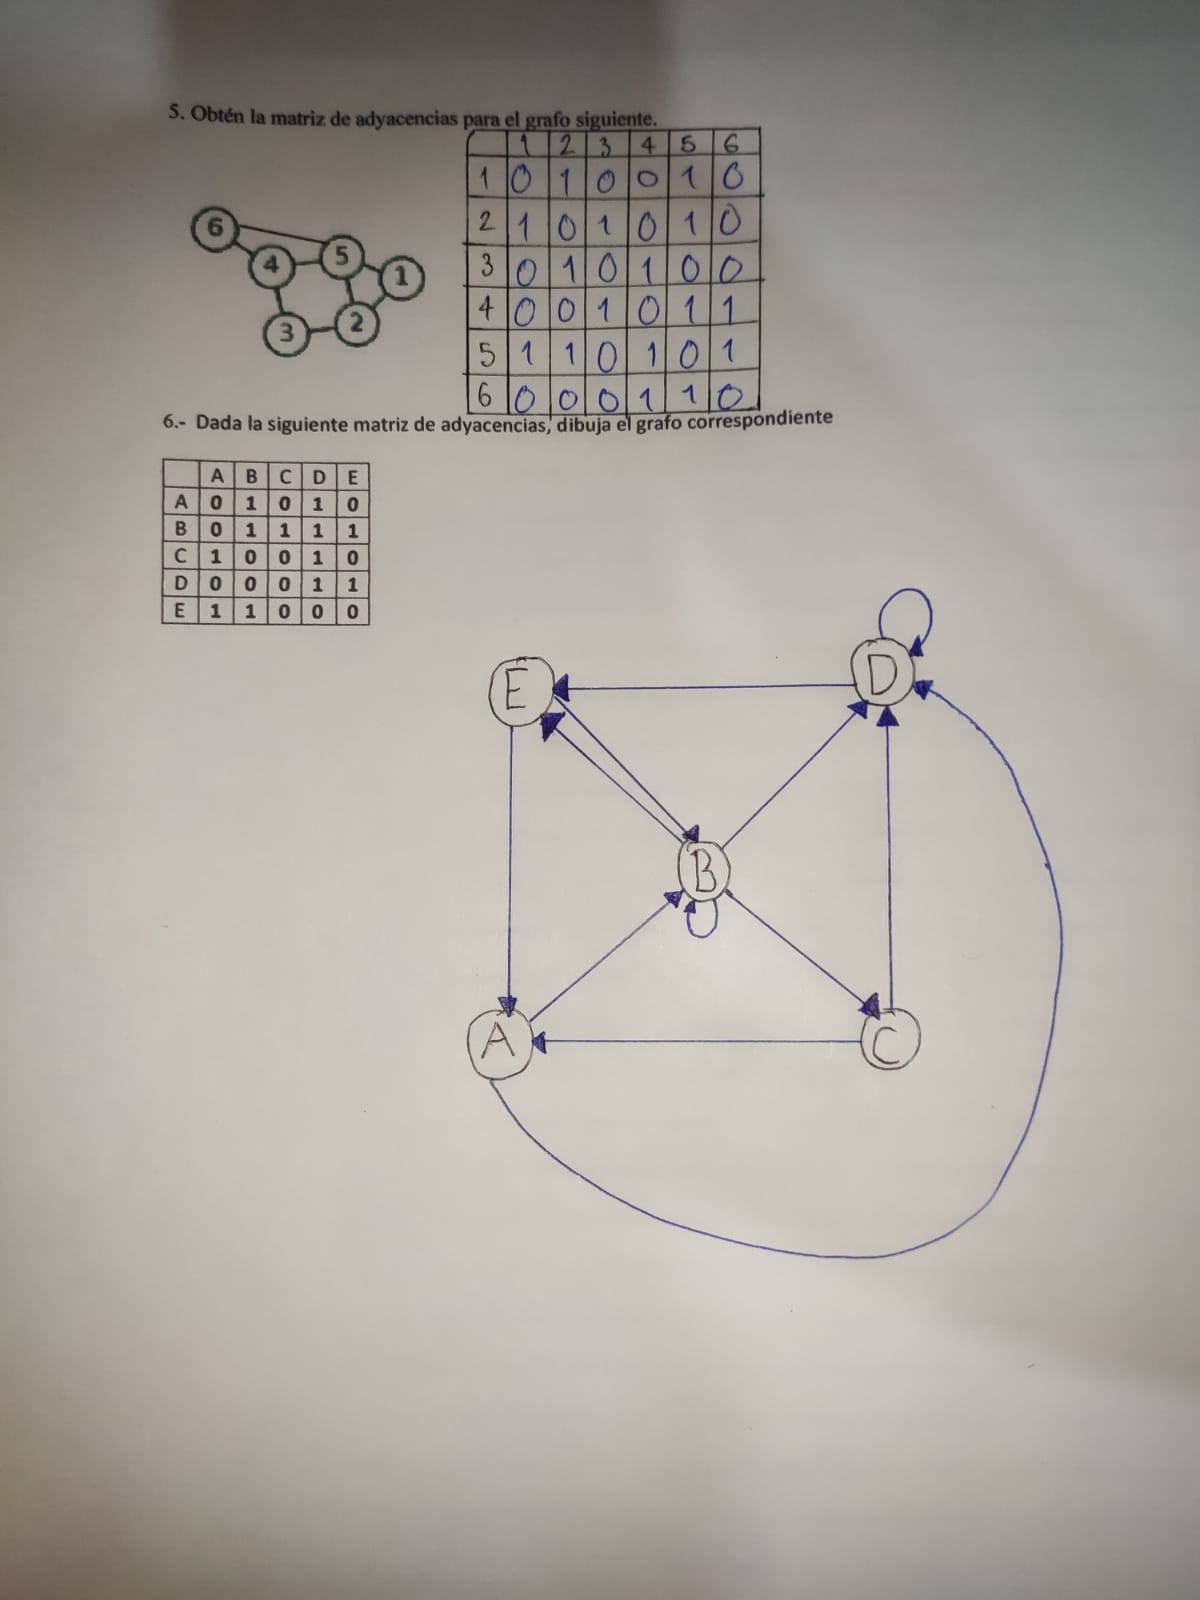 5. Obtén la matriz de adyacencias para el grafo siguiente.
1 2 3 4 5 6
1 0 1 0 0 1 0
2 1 0 1 0 1 0
3 0 1 0 1 0 0
4 0 0 1 0 1 1
5 1 1 0 1 0 1
6 0 0 0 1 1 0
6
4 5 1
3 2
6.- Dada la siguiente matriz de adyacencias, dibuja el grafo correspondiente
A B C D E
A 0 1 0 1 0
B 0 1 1 1 1
C 1 0 0 1 0
D 0 0 0 1 1
E 1 1 0 0 0
E D
B
A C